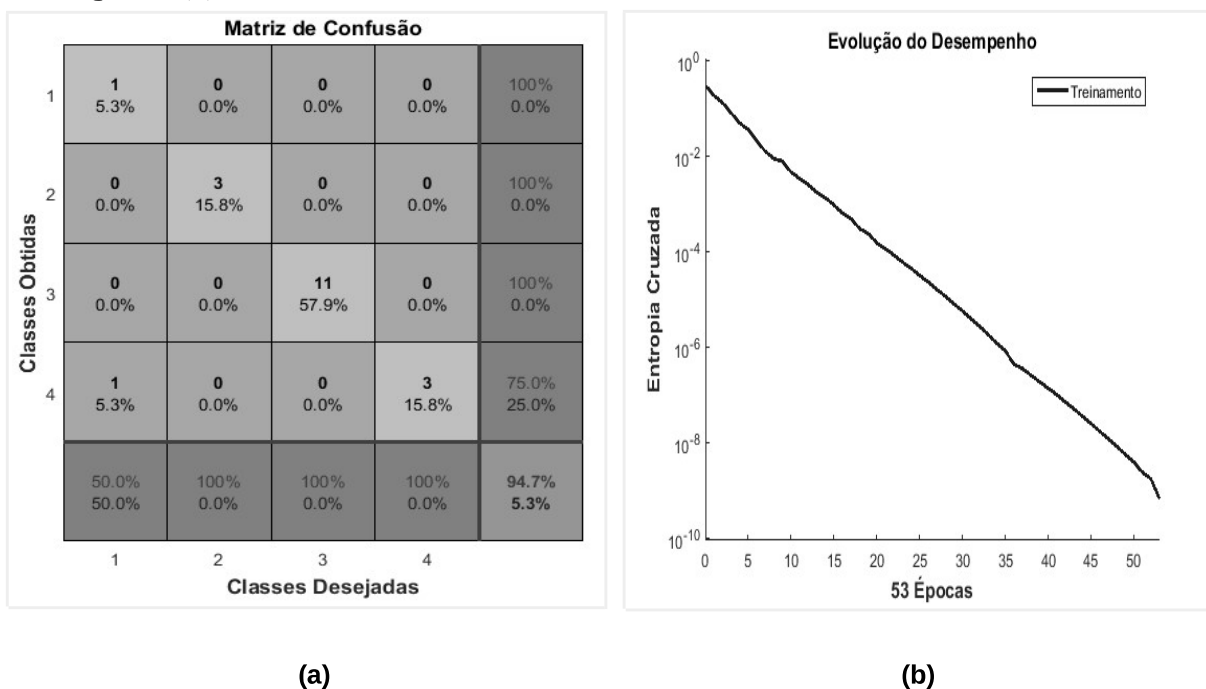 Matriz de Confusão
1 0 0 0 100%
1
5.3% 0.0% 0.0% 0.0% 0.0%
0 3 0 0 100%
2
0.0% 15.8% 0.0% 0.0% 0.0%
0 0 11 0 100%
3
0.0% 0.0% 57.9% 0.0% 0.0%
1 0 0 3 75.0%
4
5.3% 0.0% 0.0% 15.8% 25.0%
50.0% 100% 100% 100% 94.7%
50.0% 0.0% 0.0% 0.0% 5.3%
1 2 3 4
Classes Obtidas
Classes Desejadas
(a)
Evolução do Desempenho
Treinamento
10^0
10^-2
10^-4
10^-6
10^-8
10^-10
Entropia Cruzada
0 5 10 15 20 25 30 35 40 45 50
53 Épocas
(b)